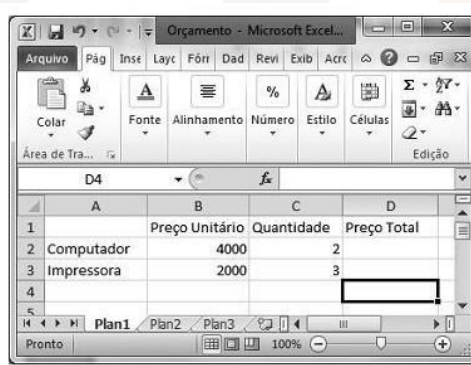 Orçamento - Microsoft Excel...
Arquivo Pág Inse Layc Fórr Dad Revi Exib Acrc
Colar Fonte Alinhamento Número Estilo Células
Área de Tra... Edição
D4 fx
A B C D
1 Preço Unitário Quantidade Preço Total
2 Computador 4000 2
3 Impressora 2000 3
4
5
Plan1 Plan2 Plan3
Pronto 100%